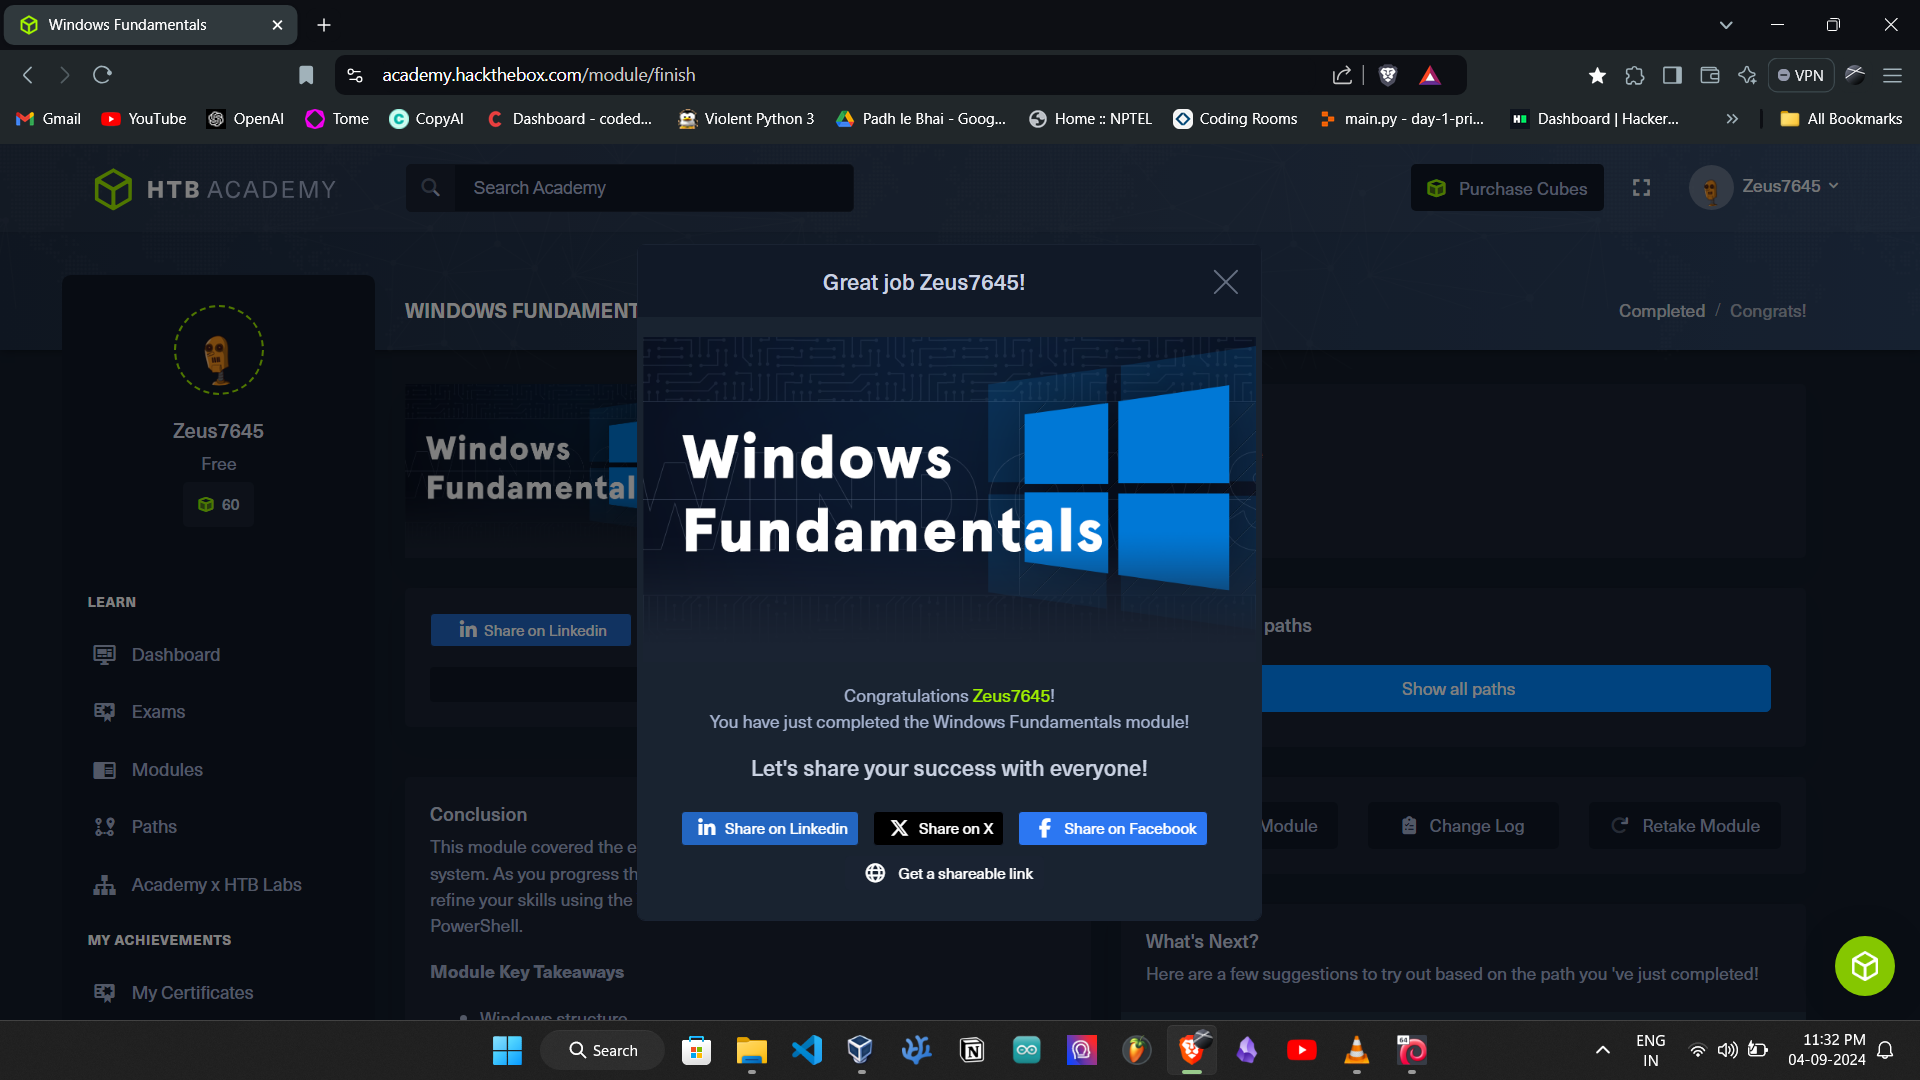 Windows Fundamentals
academy.hackthebox.com/module/finish
VPN
Gmail
YouTube
OpenAI
Tome
CopyAI
Dashboard - coded...
Violent Python 3
Padh le Bhai - Goog...
Home :: NPTEL
Coding Rooms
main.py - day-1-pri...
Dashboard | Hacker...
All Bookmarks
HTB ACADEMY
Search Academy
Purchase Cubes
Zeus7645
Great job Zeus7645!
WINDOWS FUNDAMENT
Completed / Congrats!
Zeus7645
Free
60
Windows
Fundamental
Windows
Fundamentals
LEARN
Dashboard
Exams
Modules
Paths
Academy x HTB Labs
MY ACHIEVEMENTS
My Certificates
Share on Linkedin
paths
Show all paths
Congratulations Zeus7645!
You have just completed the Windows Fundamentals module!
Let's share your success with everyone!
Share on Linkedin
Share on X
Share on Facebook
Get a shareable link
Module
Change Log
Retake Module
Conclusion
This module covered the e
system. As you progress th
refine your skills using the
PowerShell.
Module Key Takeaways
Windows structure
What's Next?
Here are a few suggestions to try out based on the path you 've just completed!
Search
64
ENG
IN
11:32 PM
04-09-2024